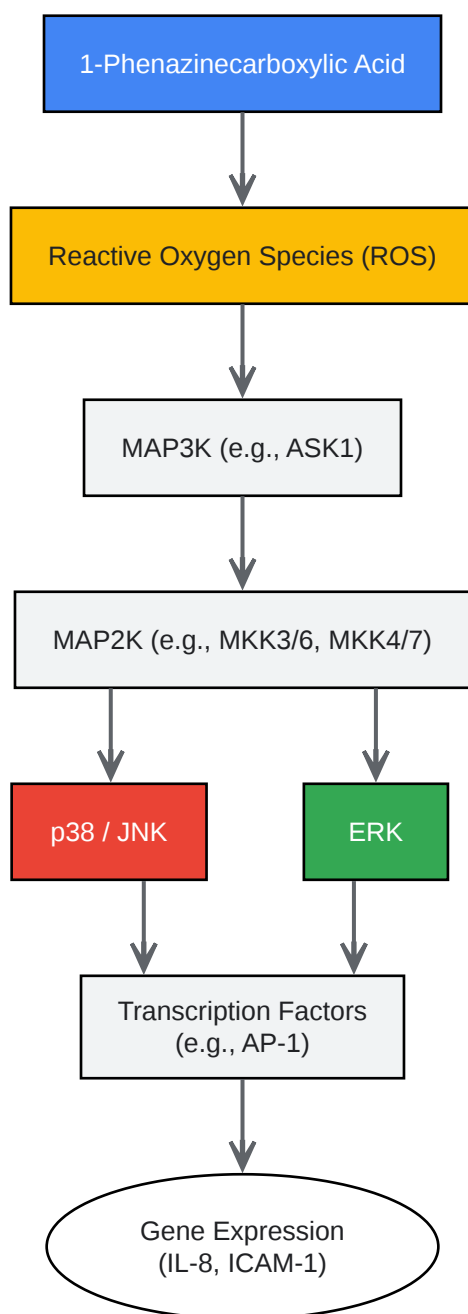 1-Phenazinecarboxylic Acid
Reactive Oxygen Species (ROS)
MAP3K (e.g., ASK1)
MAP2K (e.g., MKK3/6, MKK4/7)
p38 / JNK
ERK
Transcription Factors
(e.g., AP-1)
Gene Expression
(IL-8, ICAM-1)